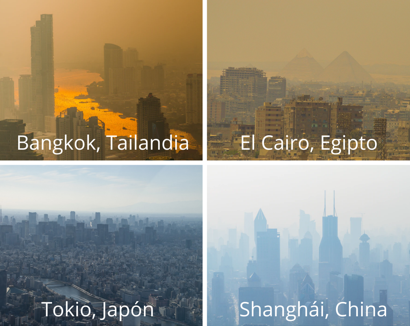 Bangkok, Tailandia
El Cairo, Egipto
Tokio, Japón
Shanghái, China